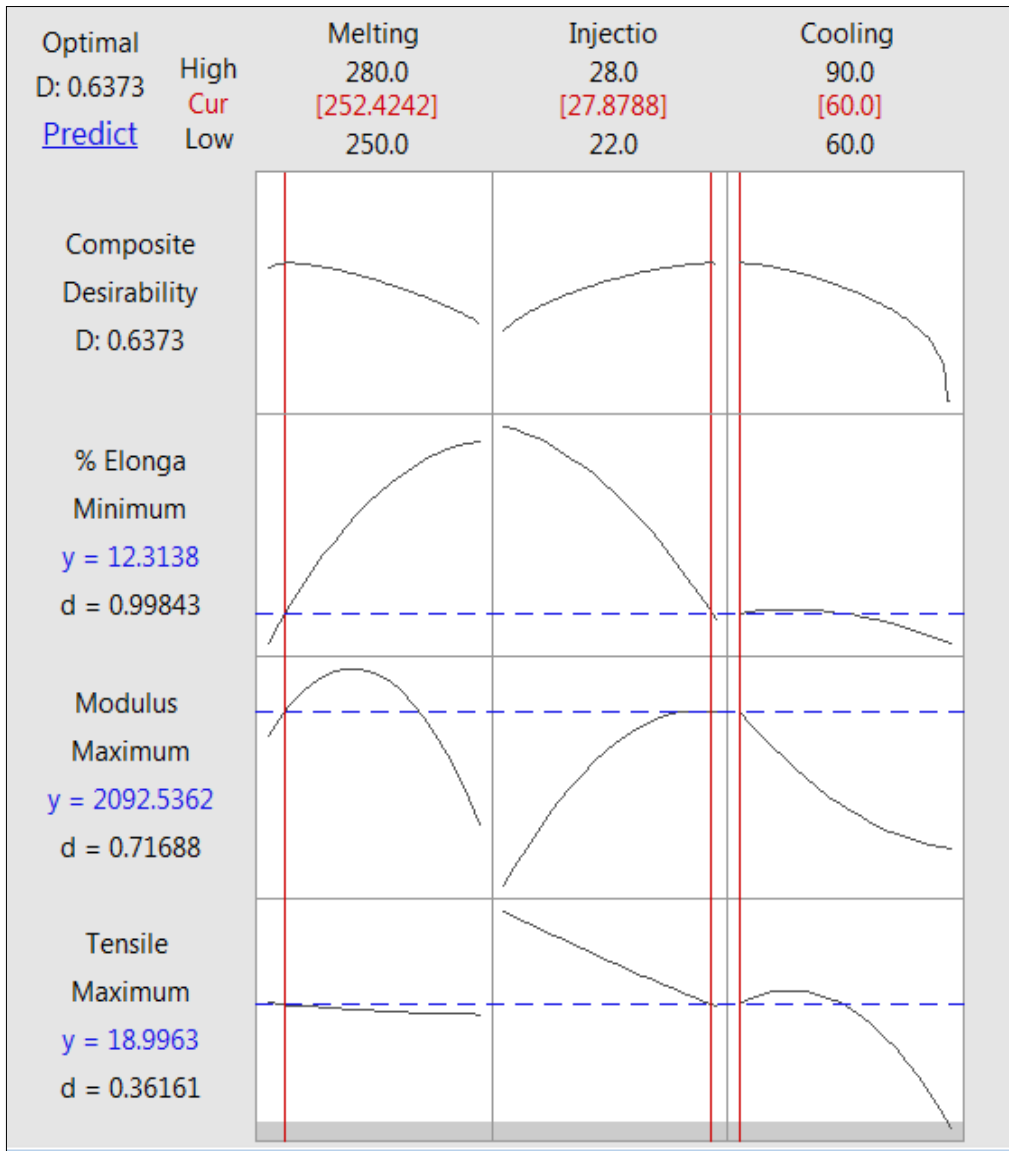 Optimal
D: 0.6373
Predict
High
Cur
Low
Melting
280.0
[252.4242]
250.0
Injectio
28.0
[27.8788]
22.0
Cooling
90.0
[60.0]
60.0
Composite
Desirability
D: 0.6373
% Elonga
Minimum
y = 12.3138
d = 0.99843
Modulus
Maximum
y = 2092.5362
d = 0.71688
Tensile
Maximum
y = 18.9963
d = 0.36161